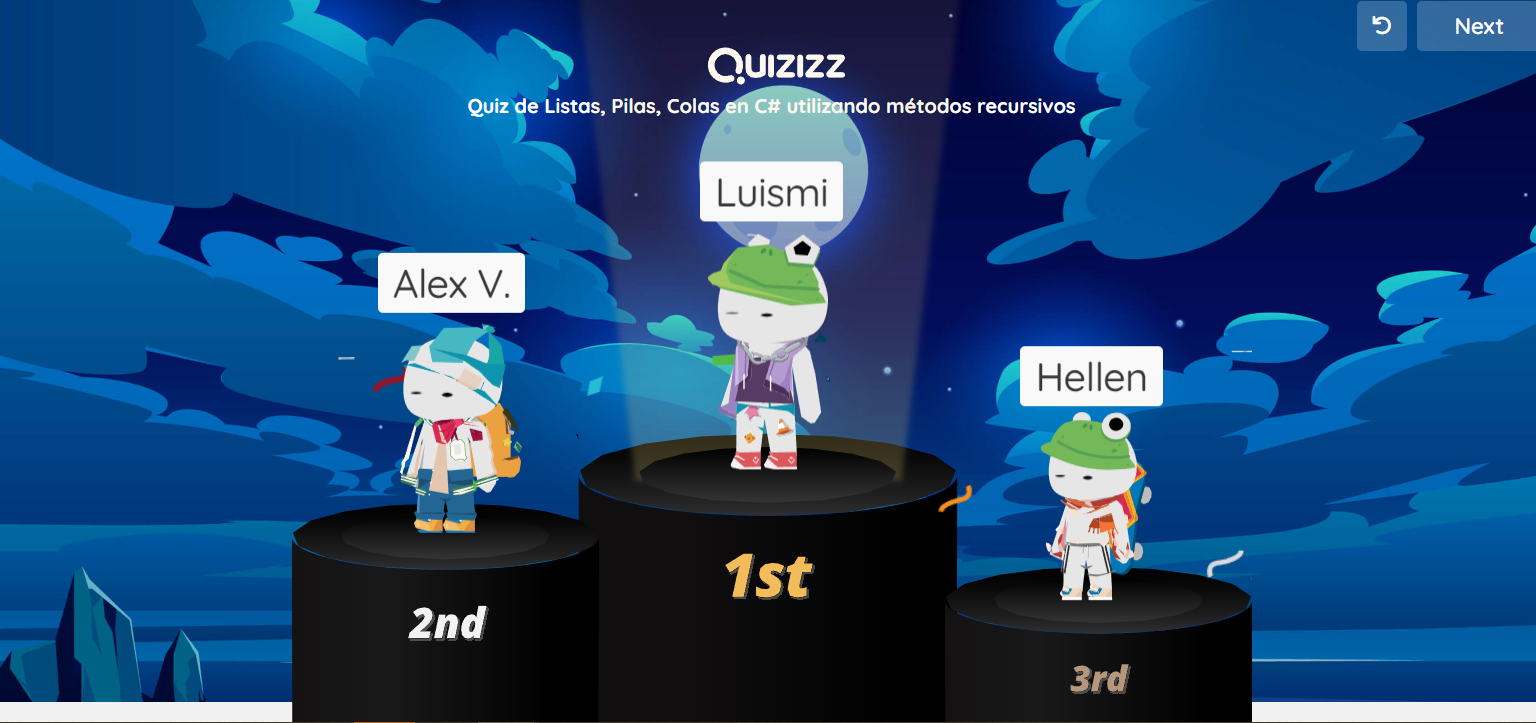 Next
Quizizz
Quiz de Listas, Pilas, Colas en C# utilizando métodos recursivos
Luismi
Alex V.
Hellen
1st
2nd
3rd